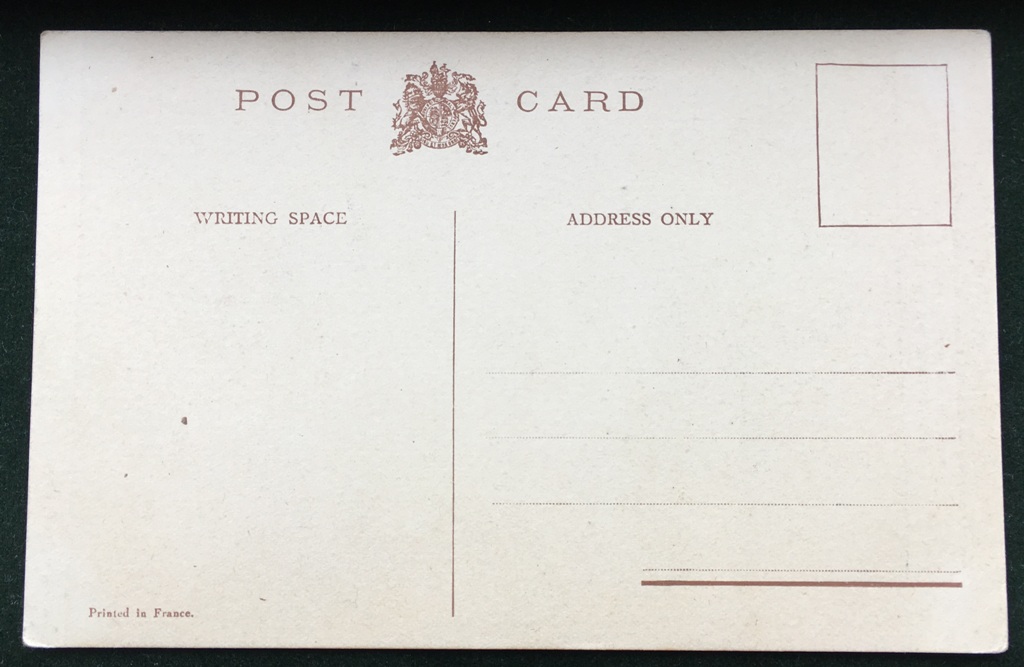 POST CARD
WRITING SPACE
ADDRESS ONLY
Printed in France.